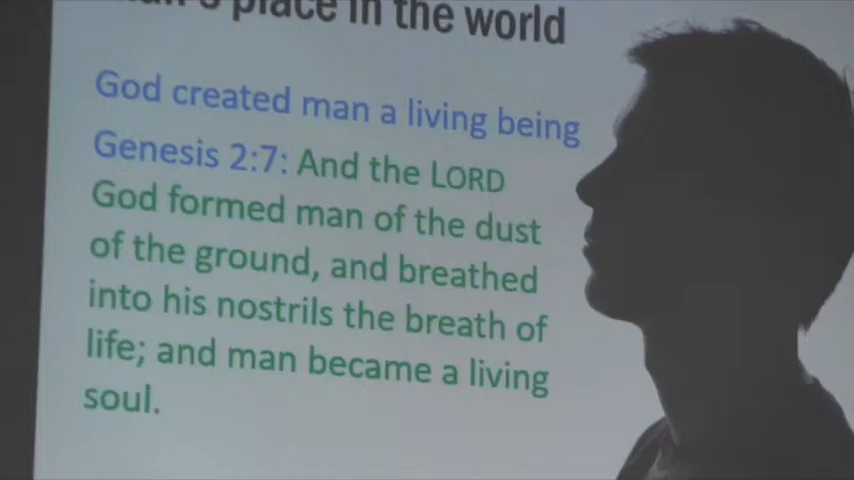 place in the world
God created man a living being
Genesis 2:7: And the LORD
God formed man of the dust
of the ground, and breathed
into his nostrils the breath of
life; and man became a living
soul.